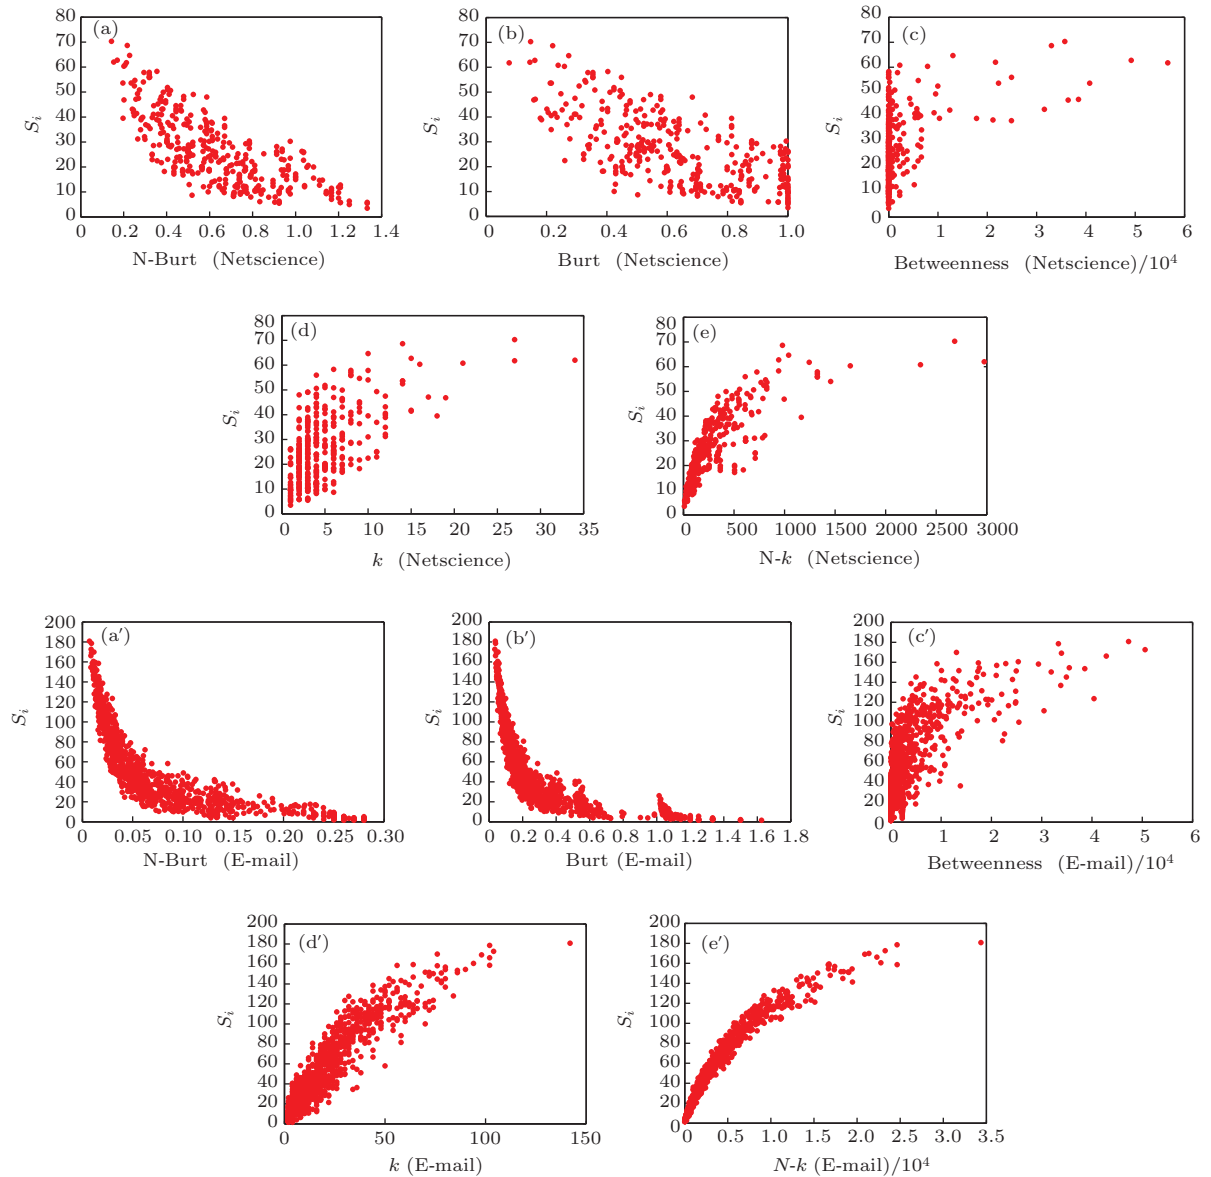 (a)
80
70
60
50
40
30
20
10
0
S_i
0 0.2 0.4 0.6 0.8 1.0 1.2 1.4
N-Burt (Netscience)
(b)
80
70
60
50
40
30
20
10
0
S_i
0 0.2 0.4 0.6 0.8 1.0
Burt (Netscience)
(c)
80
70
60
50
40
30
20
10
0
S_i
0 1 2 3 4 5 6
Betweenness (Netscience)/10^4
(d)
80
70
60
50
40
30
20
10
0
S_i
0 5 10 15 20 25 30 35
k (Netscience)
(e)
80
70
60
50
40
30
20
10
0
S_i
0 500 1000 1500 2000 2500 3000
N-k (Netscience)
(a′)
200
180
160
140
120
100
80
60
40
20
0
S_i
0 0.05 0.10 0.15 0.20 0.25 0.30
N-Burt (E-mail)
(b′)
200
180
160
140
120
100
80
60
40
20
0
S_i
0 0.2 0.4 0.6 0.8 1.0 1.2 1.4 1.6 1.8
Burt (E-mail)
(c′)
200
180
160
140
120
100
80
60
40
20
0
S_i
0 1 2 3 4 5 6
Betweenness (E-mail)/10^4
(d′)
200
180
160
140
120
100
80
60
40
20
0
S_i
0 50 100 150
k (E-mail)
(e′)
200
180
160
140
120
100
80
60
40
20
0
S_i
0 0.5 1.0 1.5 2.0 2.5 3.0 3.5
N-k (E-mail)/10^4